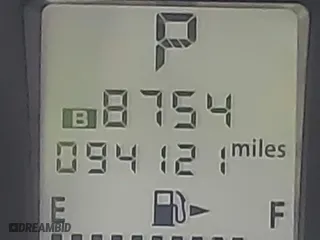 P
B 8754
094121 miles
E F
DREAMBID